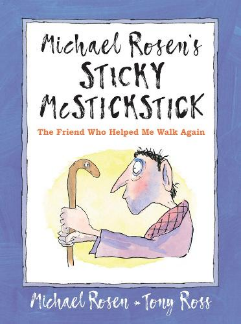 Michael Rosen's
STICKY
McSTICKSTICK
The Friend Who Helped Me Walk Again
Michael Rosen * Tony Ross